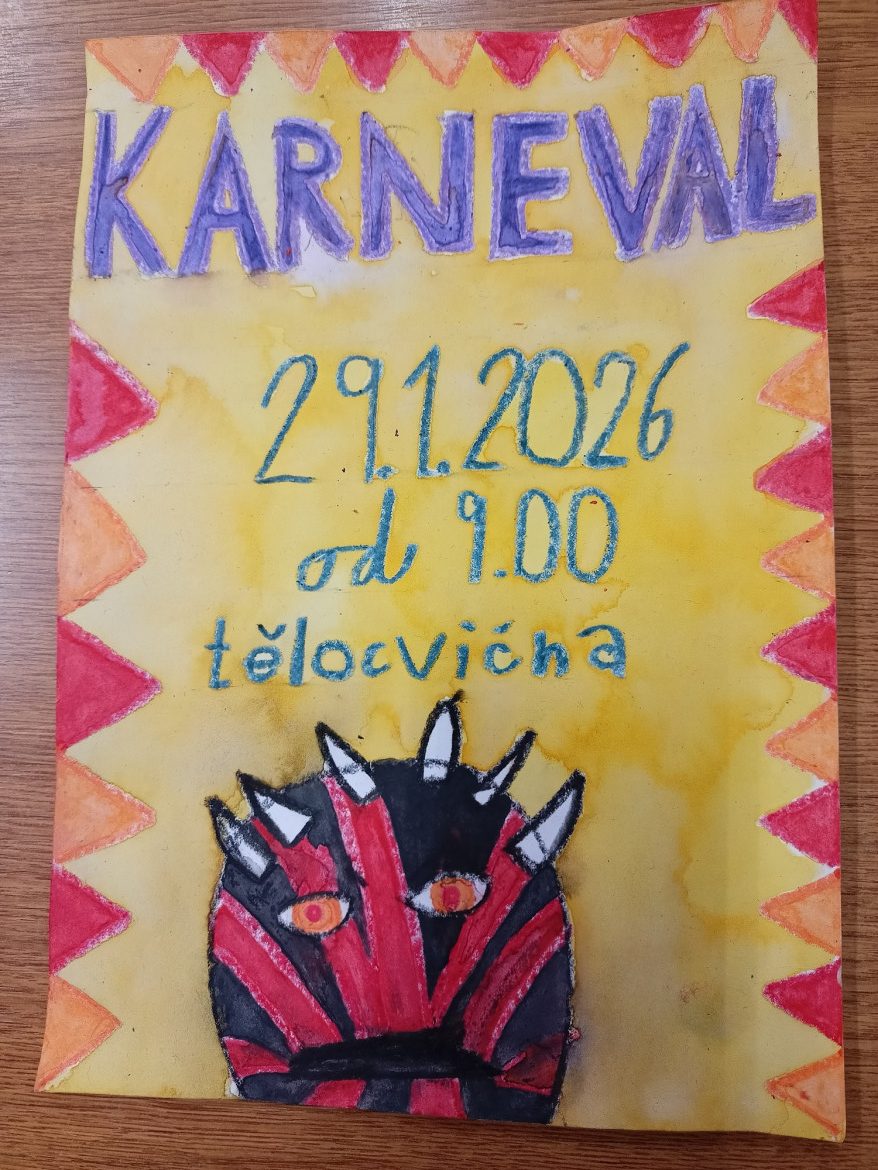 KARNEVAL
29.1.2026
od 9.00
tělocvična